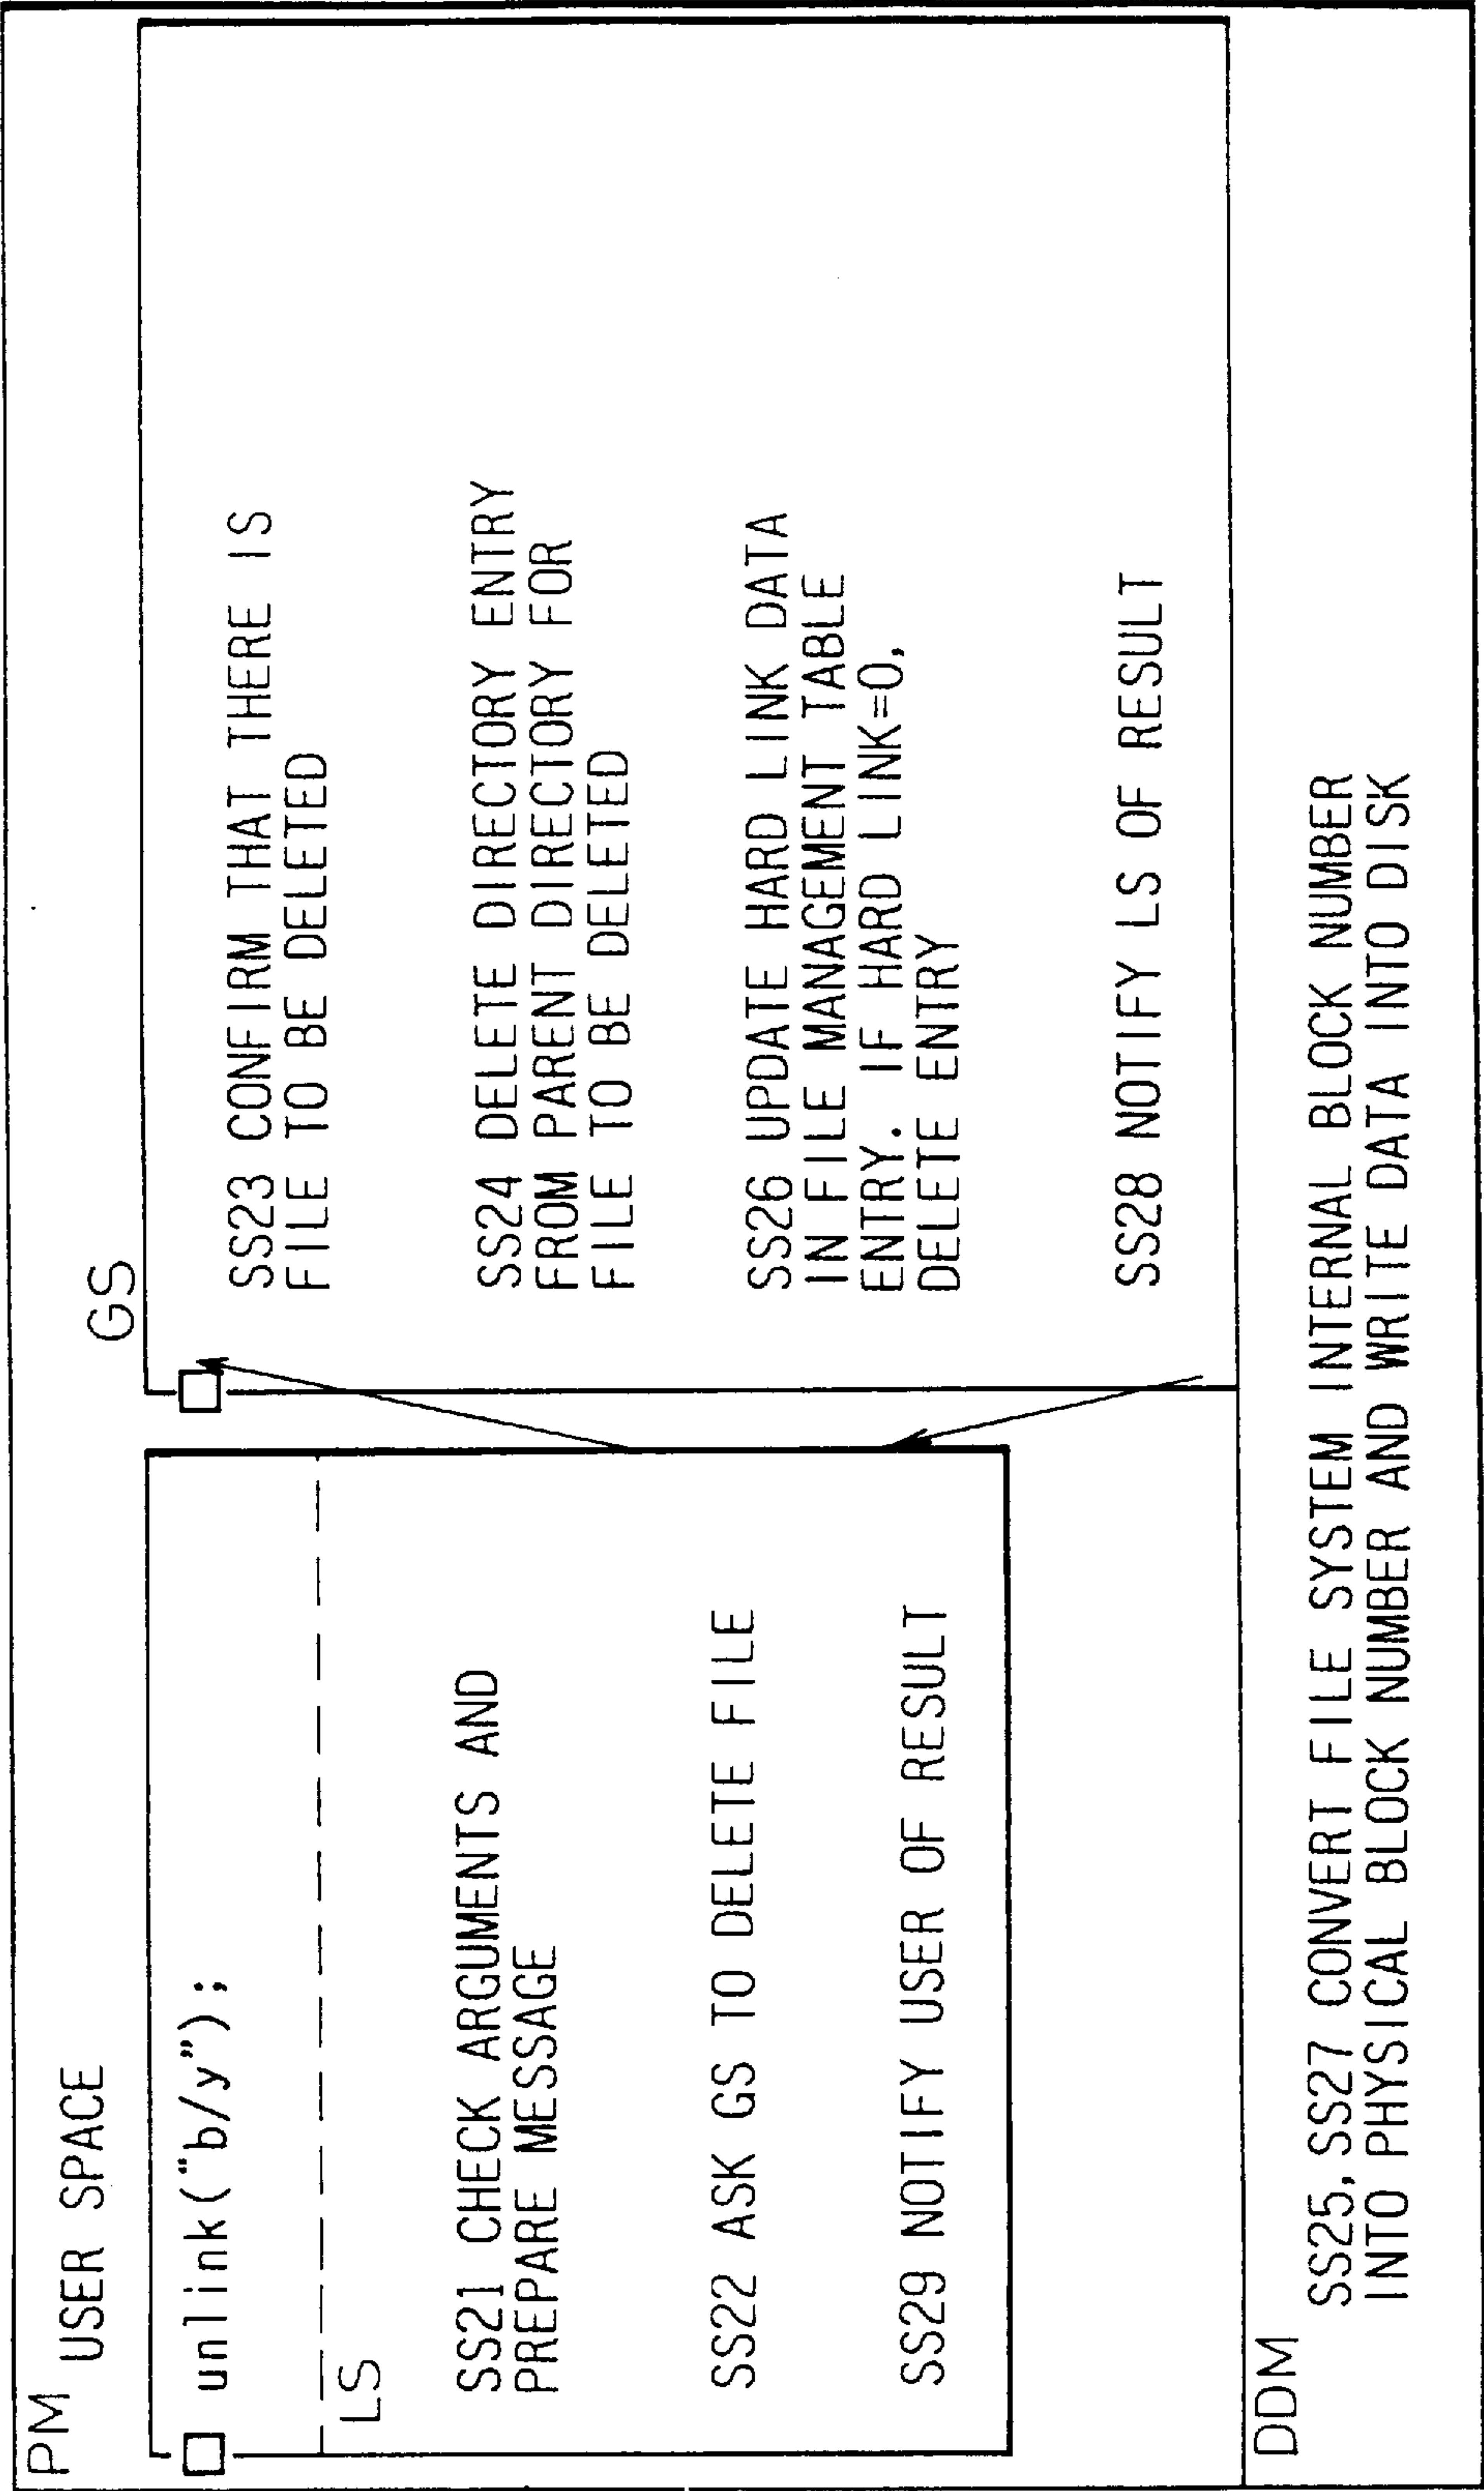 PM
USER SPACE
unlink("b/y");
LS
SS21 CHECK ARGUMENTS AND
PREPARE MESSAGE
SS22 ASK GS TO DELETE FILE
SS29 NOTIFY USER OF RESULT
GS
SS23 CONFIRM THAT THERE IS
FILE TO BE DELETED
SS24 DELETE DIRECTORY ENTRY
FROM PARENT DIRECTORY FOR
FILE TO BE DELETED
SS26 UPDATE HARD LINK DATA
IN FILE MANAGEMENT TABLE
ENTRY. IF HARD LINK=0,
DELETE ENTRY
SS28 NOTIFY LS OF RESULT
DDM
SS25, SS27 CONVERT FILE SYSTEM INTERNAL BLOCK NUMBER
INTO PHYSICAL BLOCK NUMBER AND WRITE DATA INTO DISK